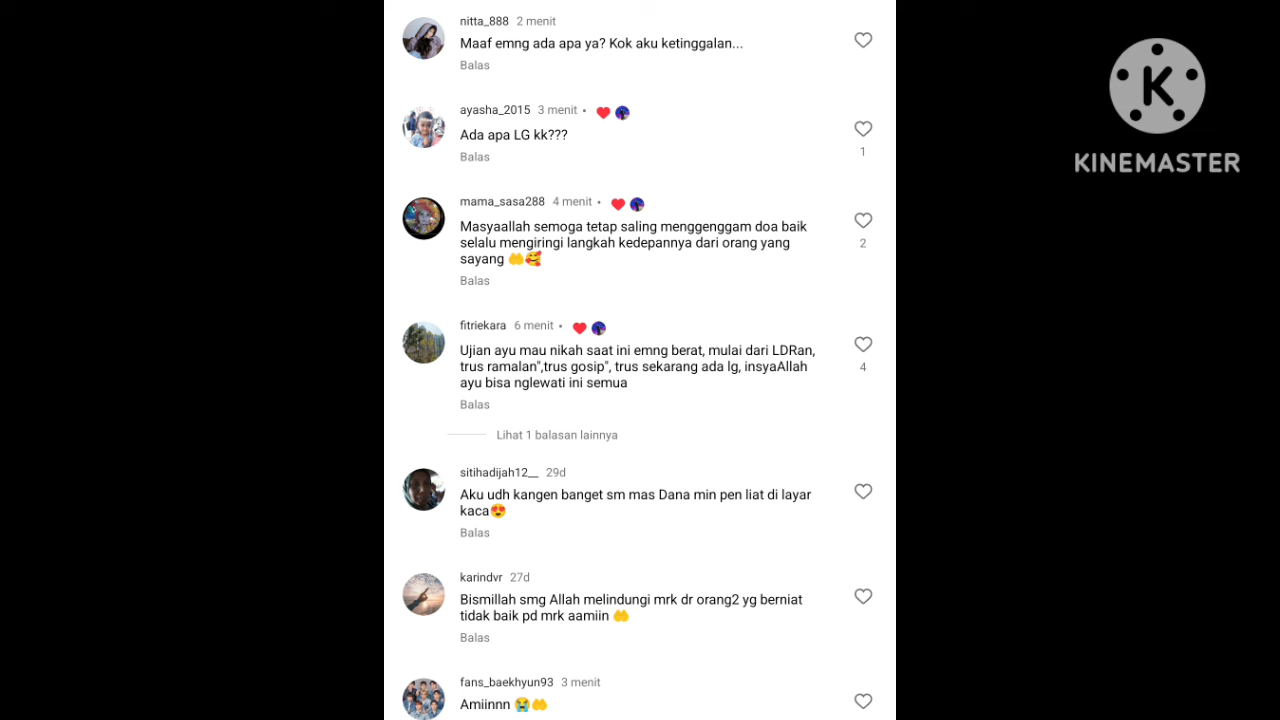 nitta_888 2 menit
Maaf emng ada apa ya? Kok aku ketinggalan...
Balas
ayasha_2015 3 menit •
Ada apa LG kk???
Balas
1
mama_sasa288 4 menit •
Masyaallah semoga tetap saling menggenggam doa baik
selalu mengiringi langkah kedepannya dari orang yang
sayang 🤲🥰
Balas
2
fitriekara 6 menit •
Ujian ayu mau nikah saat ini emng berat, mulai dari LDRan,
trus ramalan",trus gosip", trus sekarang ada lg, insyaAllah
ayu bisa nglewati ini semua
Balas
4
Lihat 1 balasan lainnya
sitihadijah12__ 29d
Aku udh kangen banget sm mas Dana min pen liat di layar
kaca😍
Balas
karindvr 27d
Bismillah smg Allah melindungi mrk dr orang2 yg berniat
tidak baik pd mrk aamiin 🤲
Balas
fans_baekhyun93 3 menit
Amiinnn 😭🤲
K
KINEMASTER